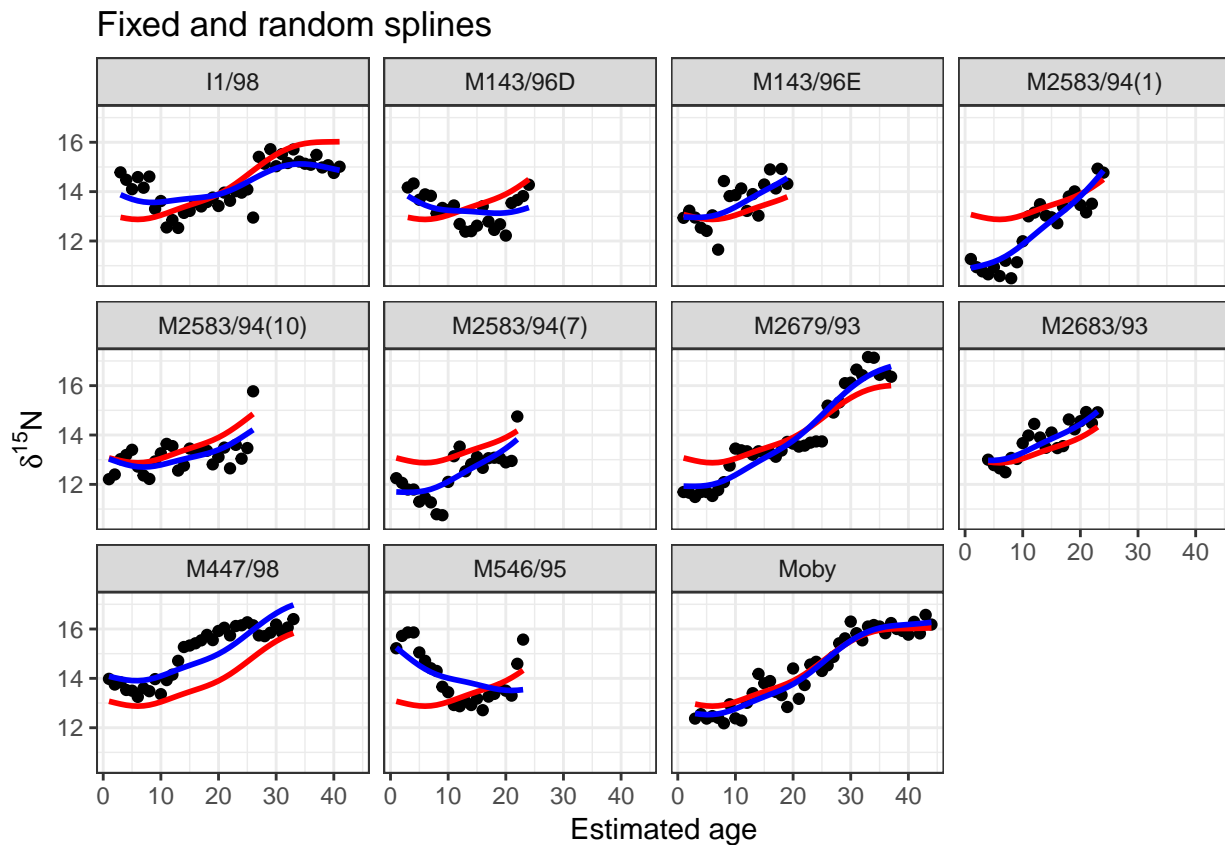 Fixed and random splines
I1/98 M143/96D M143/96E M2583/94(1)
16
14
12
M2583/94(10) M2583/94(7) M2679/93 M2683/93
16
14
12
0 10 20 30 40
M447/98 M546/95 Moby
16
14
12
0 10 20 30 40 0 10 20 30 40 0 10 20 30 40
δ¹⁵N
Estimated age